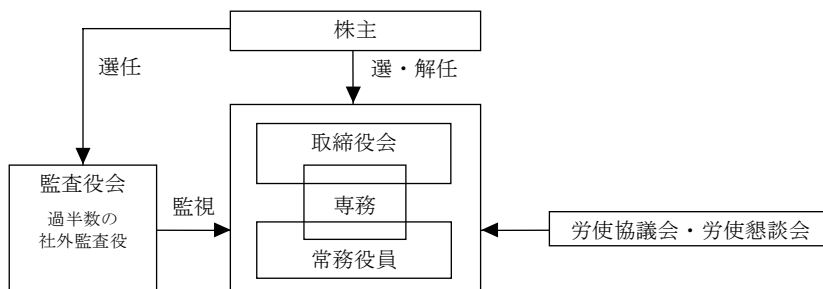 株主
選任
選・解任
取締役会
監査役会
過半数の
社外監査役
監視
専務
労使協議会・労使懇談会
常務役員